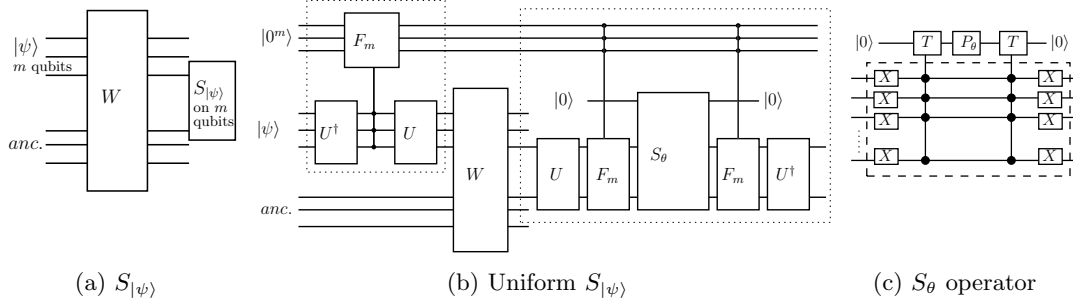 |ψ⟩
m qubits
W
S|ψ⟩
on m
qubits
anc.
(a) S|ψ⟩
|0^m⟩
F_m
|ψ⟩
U†
U
anc.
W
|0⟩
|0⟩
U
F_m
S_θ
F_m
U†
(b) Uniform S|ψ⟩
|0⟩
T
P_θ
T
|0⟩
X
X
X
X
X
X
X
X
(c) S_θ operator